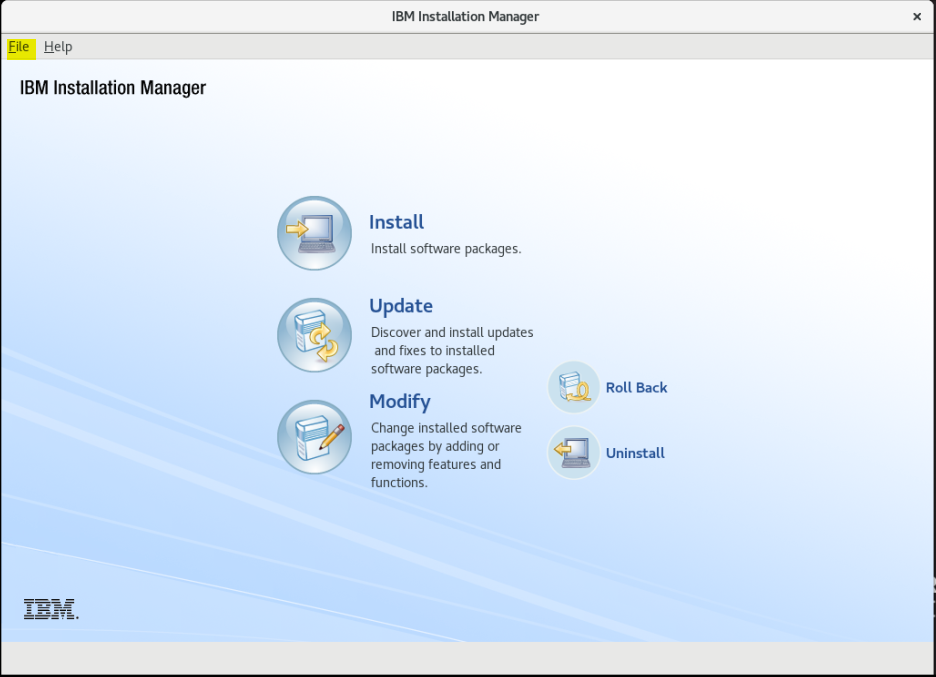 IBM Installation Manager
×
File Help
IBM Installation Manager
Install
Install software packages.
Update
Discover and install updates
and fixes to installed
software packages.
Roll Back
Modify
Change installed software
packages by adding or
removing features and
functions.
Uninstall
IBM.